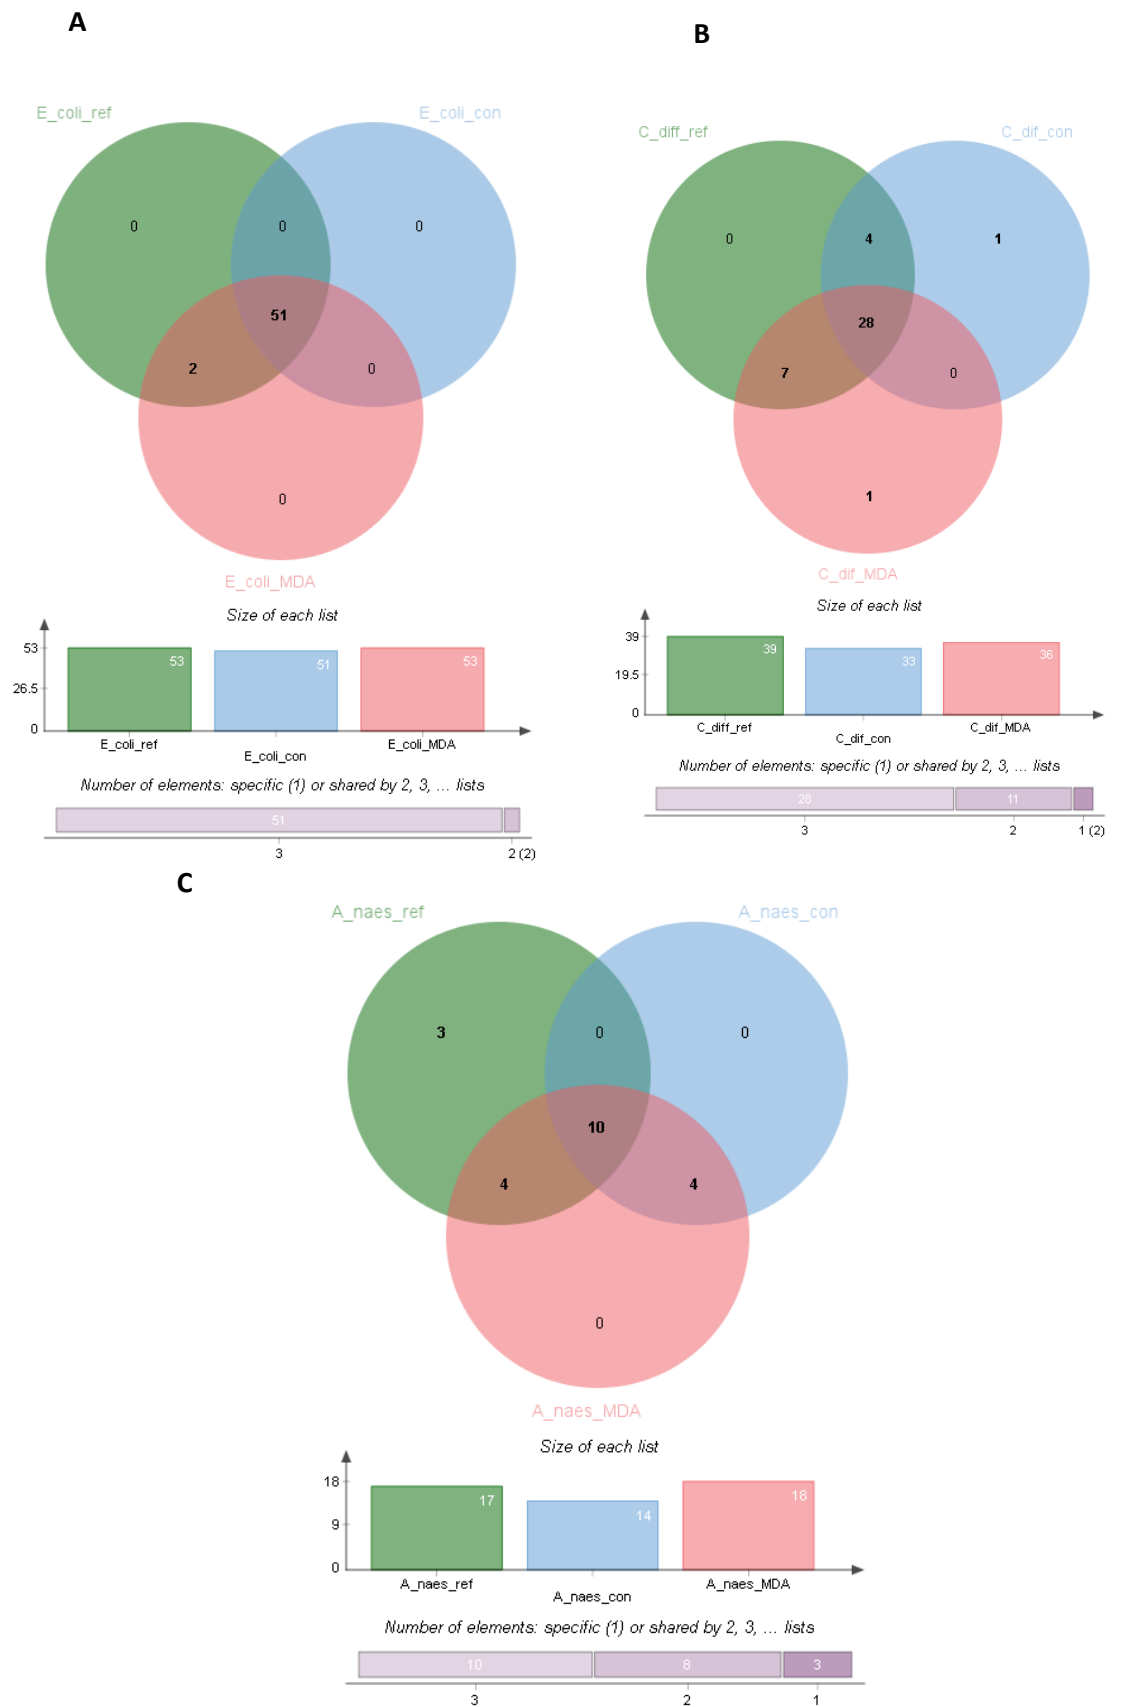 A
E_coli_ref
E_coli_con
0
0
0
51
2
0
0
E_coli_MDA
Size of each list
53
26.5
0
53
51
53
E_coli_ref
E_coli_con
E_coli_MDA
Number of elements: specific (1) or shared by 2, 3, ... lists
51
3
2 (2)
B
C_diff_ref
C_dif_con
0
4
1
28
7
0
1
C_dif_MDA
Size of each list
39
19.5
0
39
33
36
C_diff_ref
C_dif_con
C_dif_MDA
Number of elements: specific (1) or shared by 2, 3, ... lists
28
11
3
2
1 (2)
C
A_naes_ref
A_naes_con
3
0
0
10
4
4
0
A_naes_MDA
Size of each list
18
9
0
17
14
18
A_naes_ref
A_naes_con
A_naes_MDA
Number of elements: specific (1) or shared by 2, 3, ... lists
10
8
3
3
2
1